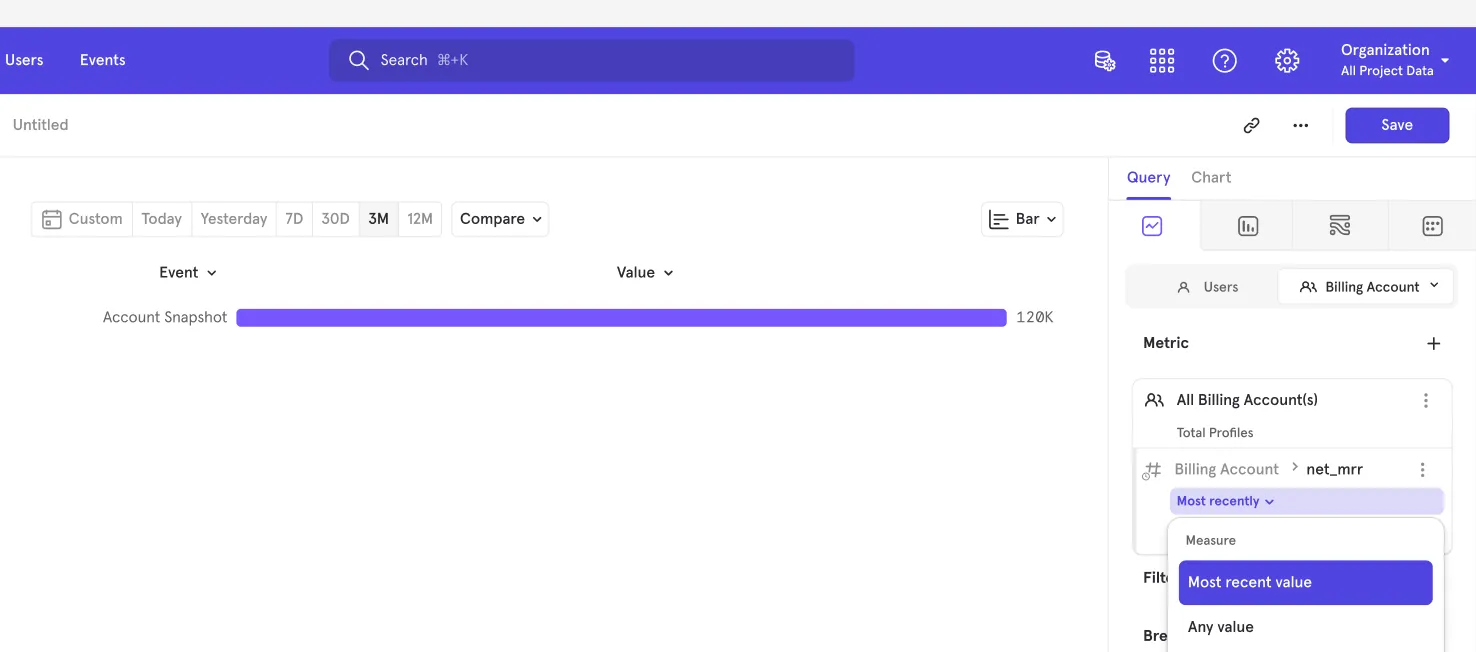 Users Events Search ⌘+K Organization
All Project Data
Untitled Save
Query Chart
Custom Today Yesterday 7D 30D 3M 12M Compare Bar
Event Value
Users Billing Account
Account Snapshot 120K
Metric
All Billing Account(s)
Total Profiles
Billing Account > net_mrr
Most recently
Measure
Filte
Most recent value
Any value
Bre